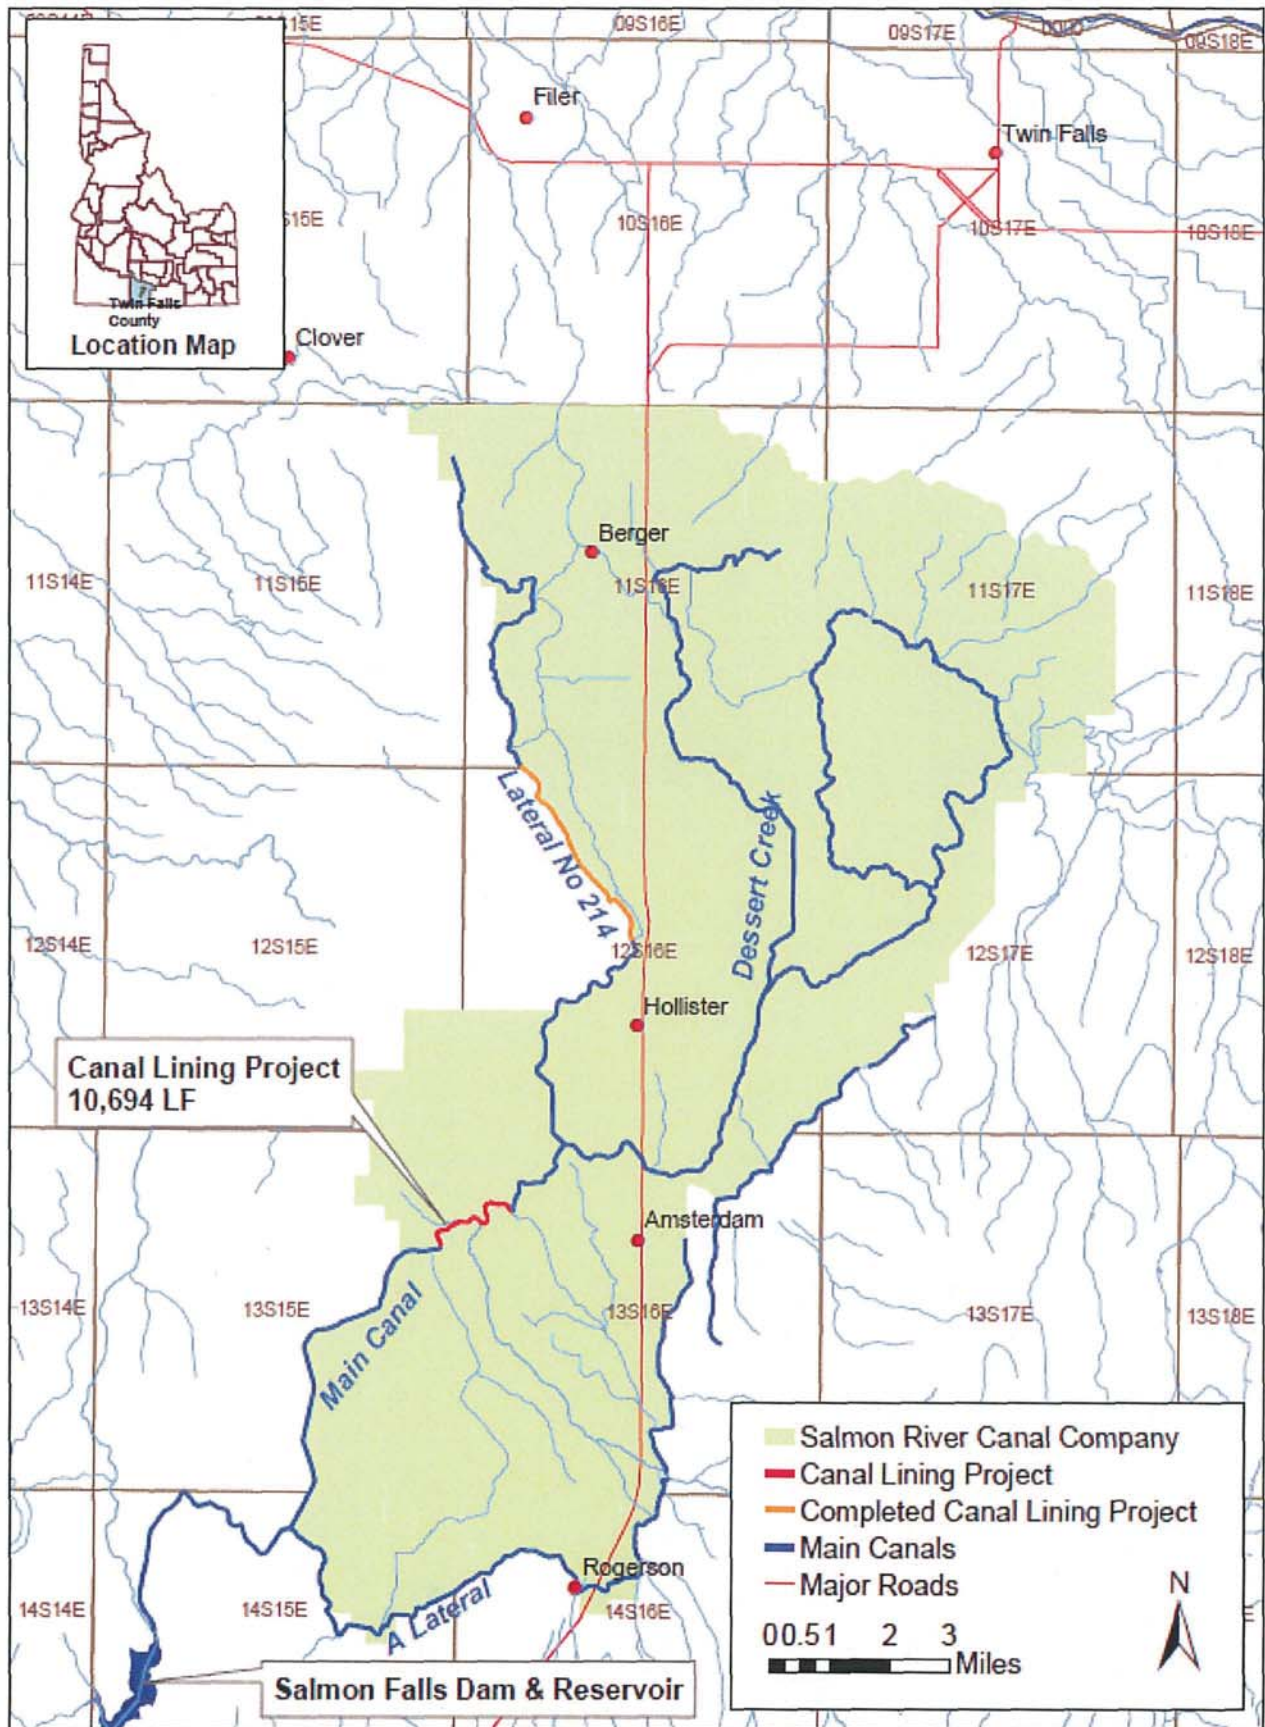 S15E
09S16E
09S17E
09S18E
Filer
Twin Falls
S15E
10S16E
10S17E
10S18E
Twin Falls
County
Location Map
Clover
Berger
11S14E
11S15E
11S16E
11S17E
11S18E
Lateral No 214
Dessert Creek
12S14E
12S15E
12S16E
12S17E
12S18E
Hollister
Canal Lining Project
10,694 LF
Amsterdam
13S14E
13S15E
Main Canal
13S16E
13S17E
13S18E
Salmon River Canal Company
Canal Lining Project
Completed Canal Lining Project
Main Canals
Major Roads
N
0 0.5 1 2 3
Miles
Rogerson
14S14E
14S15E
A Lateral
14S16E
E
Salmon Falls Dam & Reservoir